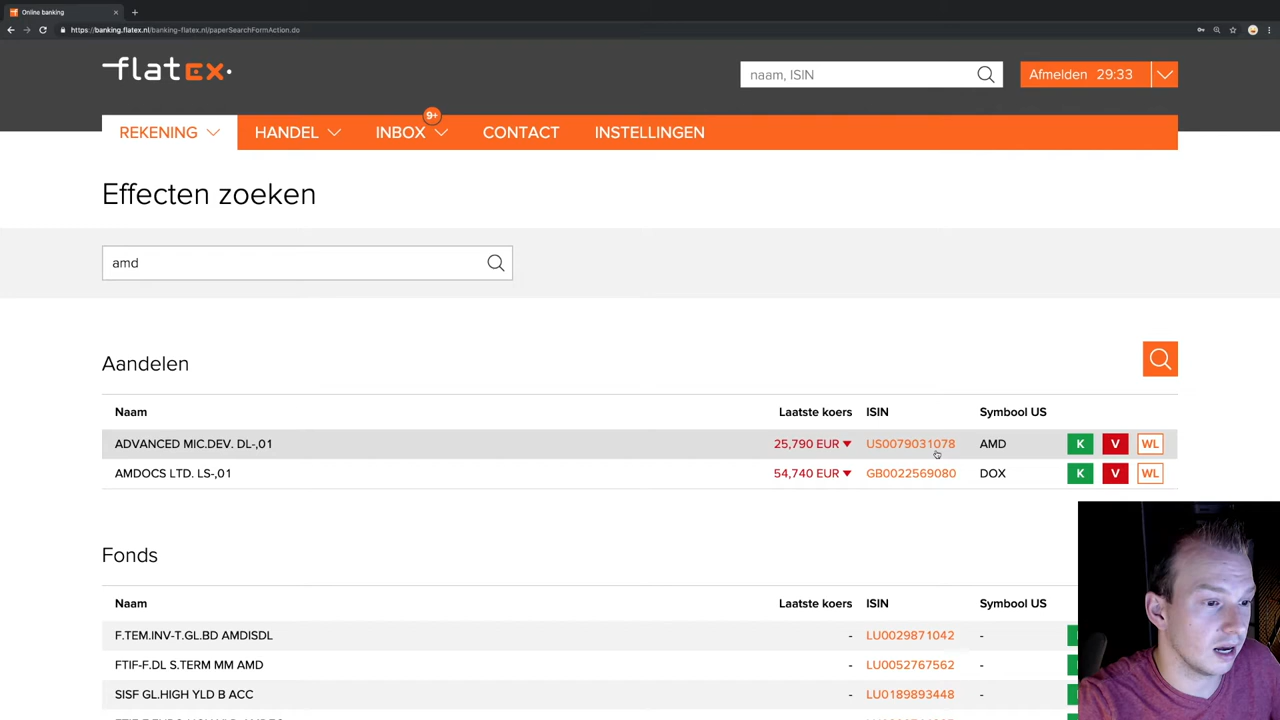 Online banking
https://banking.flatex.nl/banking-flatex.nl/paperSearchFormAction.do
flatex.
naam, ISIN
Afmelden 29:33
REKENING
HANDEL
INBOX
9+
CONTACT
INSTELLINGEN
Effecten zoeken
amd
Aandelen
Naam Laatste koers ISIN Symbool US
ADVANCED MIC.DEV. DL-,01 25,790 EUR US0079031078 AMD K V WL
AMDOCS LTD. LS-,01 54,740 EUR GB0022569080 DOX K V WL
Fonds
Naam Laatste koers ISIN Symbool US
F.TEM.INV-T.GL.BD AMDISDL - LU0029871042 -
FTIF-F.DL S.TERM MM AMD - LU0052767562 -
SISF GL.HIGH YLD B ACC - LU0189893448 -